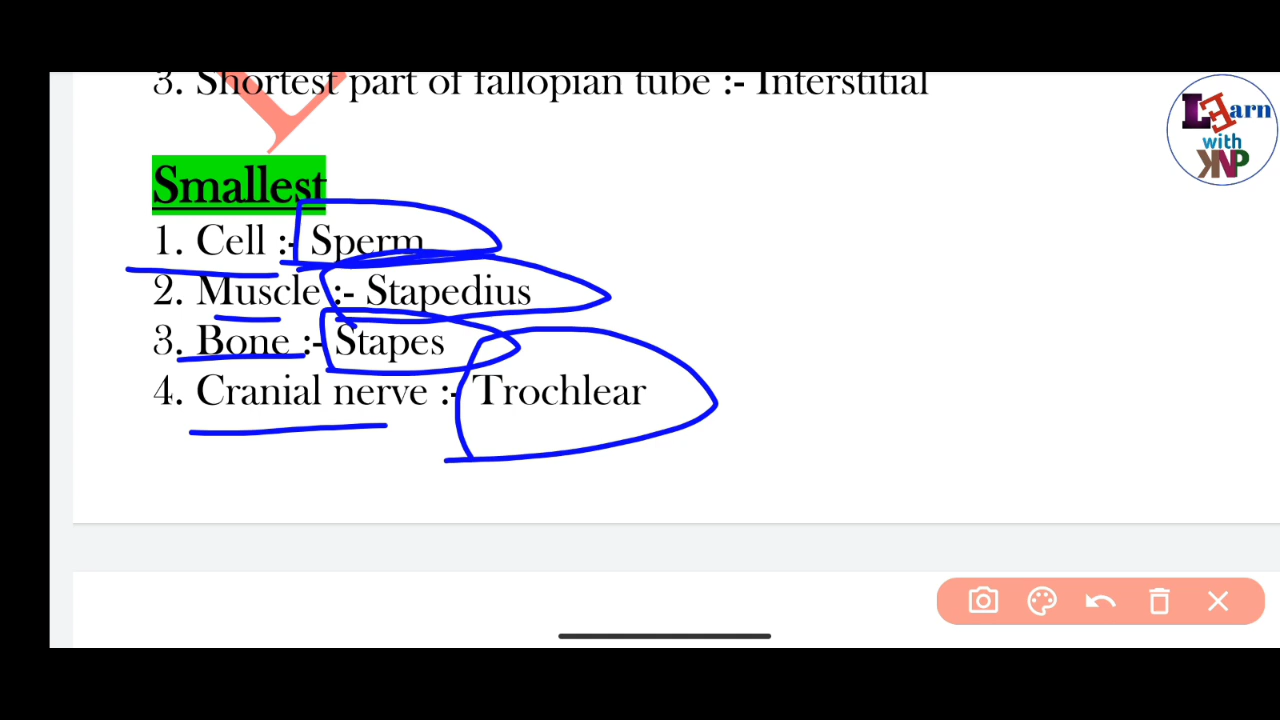 3. Shortest part of fallopian tube :- Interstitial
LEarn
with
KNP
Smallest
1. Cell :- Sperm
2. Muscle :- Stapedius
3. Bone :- Stapes
4. Cranial nerve :- Trochlear